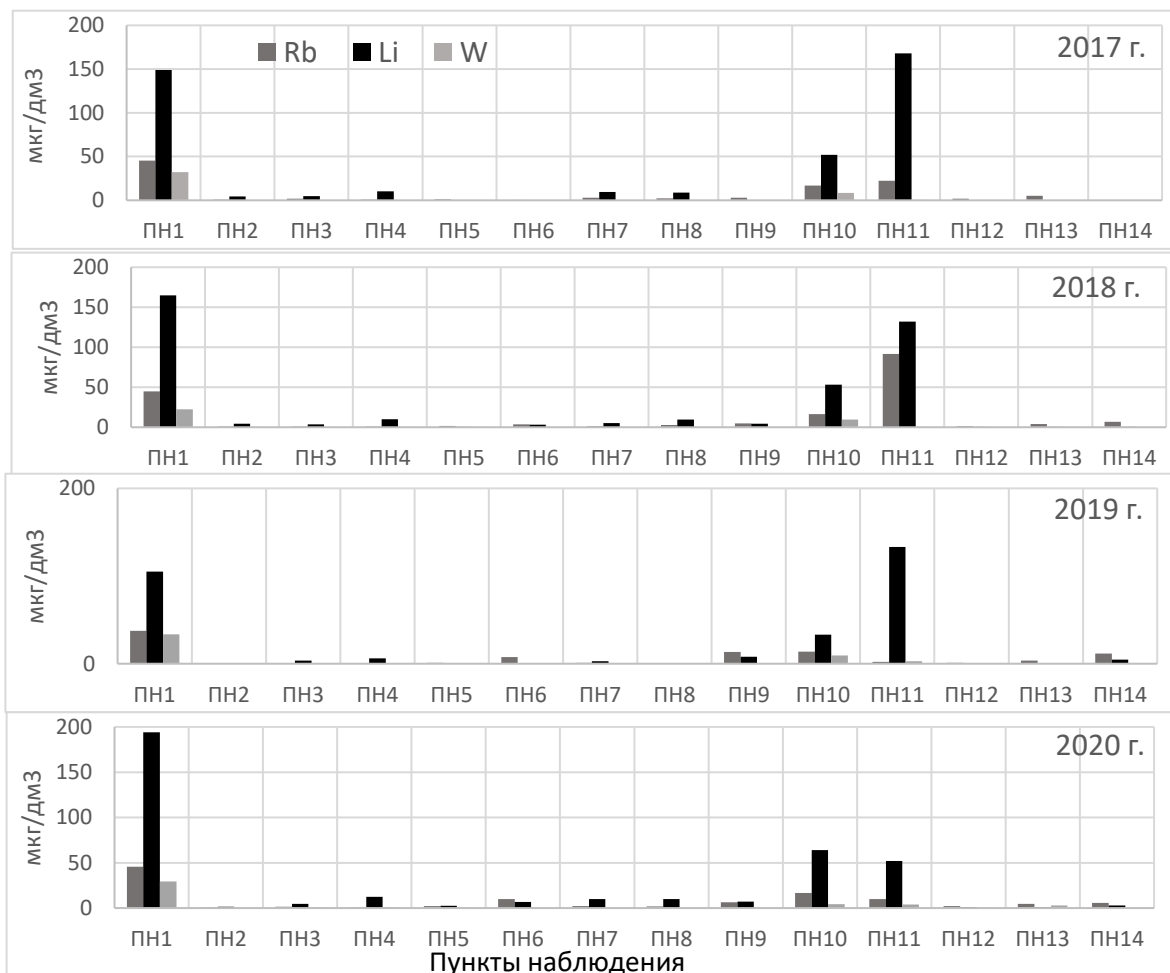 200
150
100
50
0
мкг/дм3
Rb Li W
2017 г.
ПН1 ПН2 ПН3 ПН4 ПН5 ПН6 ПН7 ПН8 ПН9 ПН10 ПН11 ПН12 ПН13 ПН14
200
150
100
50
0
мкг/дм3
2018 г.
ПН1 ПН2 ПН3 ПН4 ПН5 ПН6 ПН7 ПН8 ПН9 ПН10 ПН11 ПН12 ПН13 ПН14
200
0
мкг/дм3
2019 г.
ПН1 ПН2 ПН3 ПН4 ПН5 ПН6 ПН7 ПН8 ПН9 ПН10 ПН11 ПН12 ПН13 ПН14
200
150
100
50
0
мкг/дм3
2020 г.
ПН1 ПН2 ПН3 ПН4 ПН5 ПН6 ПН7 ПН8 ПН9 ПН10 ПН11 ПН12 ПН13 ПН14
Пункты наблюдения